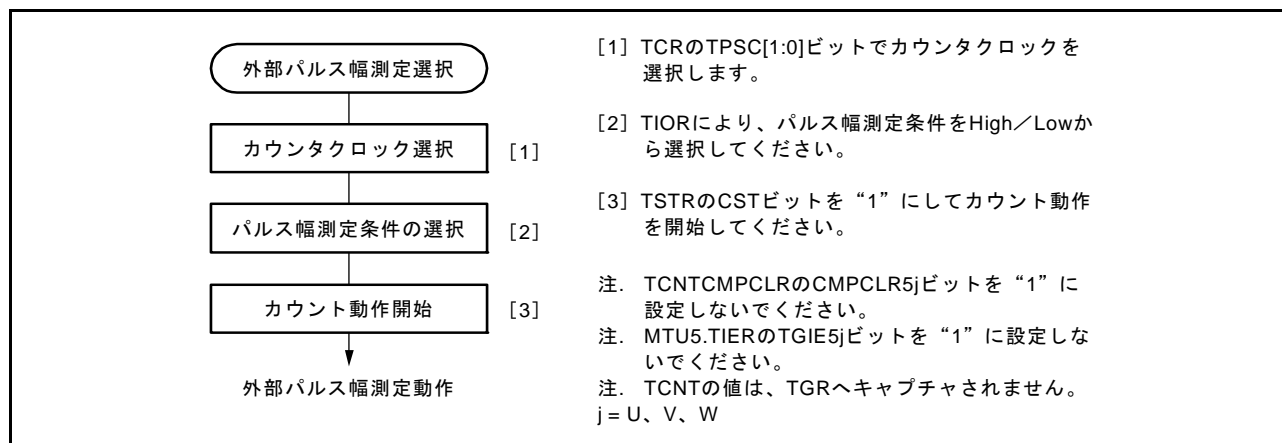 外部パルス幅測定選択
カウンタクロック選択 [1]
パルス幅測定条件の選択 [2]
カウント動作開始 [3]
外部パルス幅測定動作
[1] TCRのTPSC[1:0]ビットでカウンタクロックを
選択します。
[2] TIORにより、パルス幅測定条件をHigh／Lowか
ら選択してください。
[3] TSTRのCSTビットを“1”にしてカウント動作
を開始してください。
注. TCNTCMPCLRのCMPCLR5jビットを“1”に
設定しないでください。
注. MTU5.TIERのTGIE5jビットを“1”に設定しな
いでください。
注. TCNTの値は、TGRへキャプチャされません。
j = U、V、W